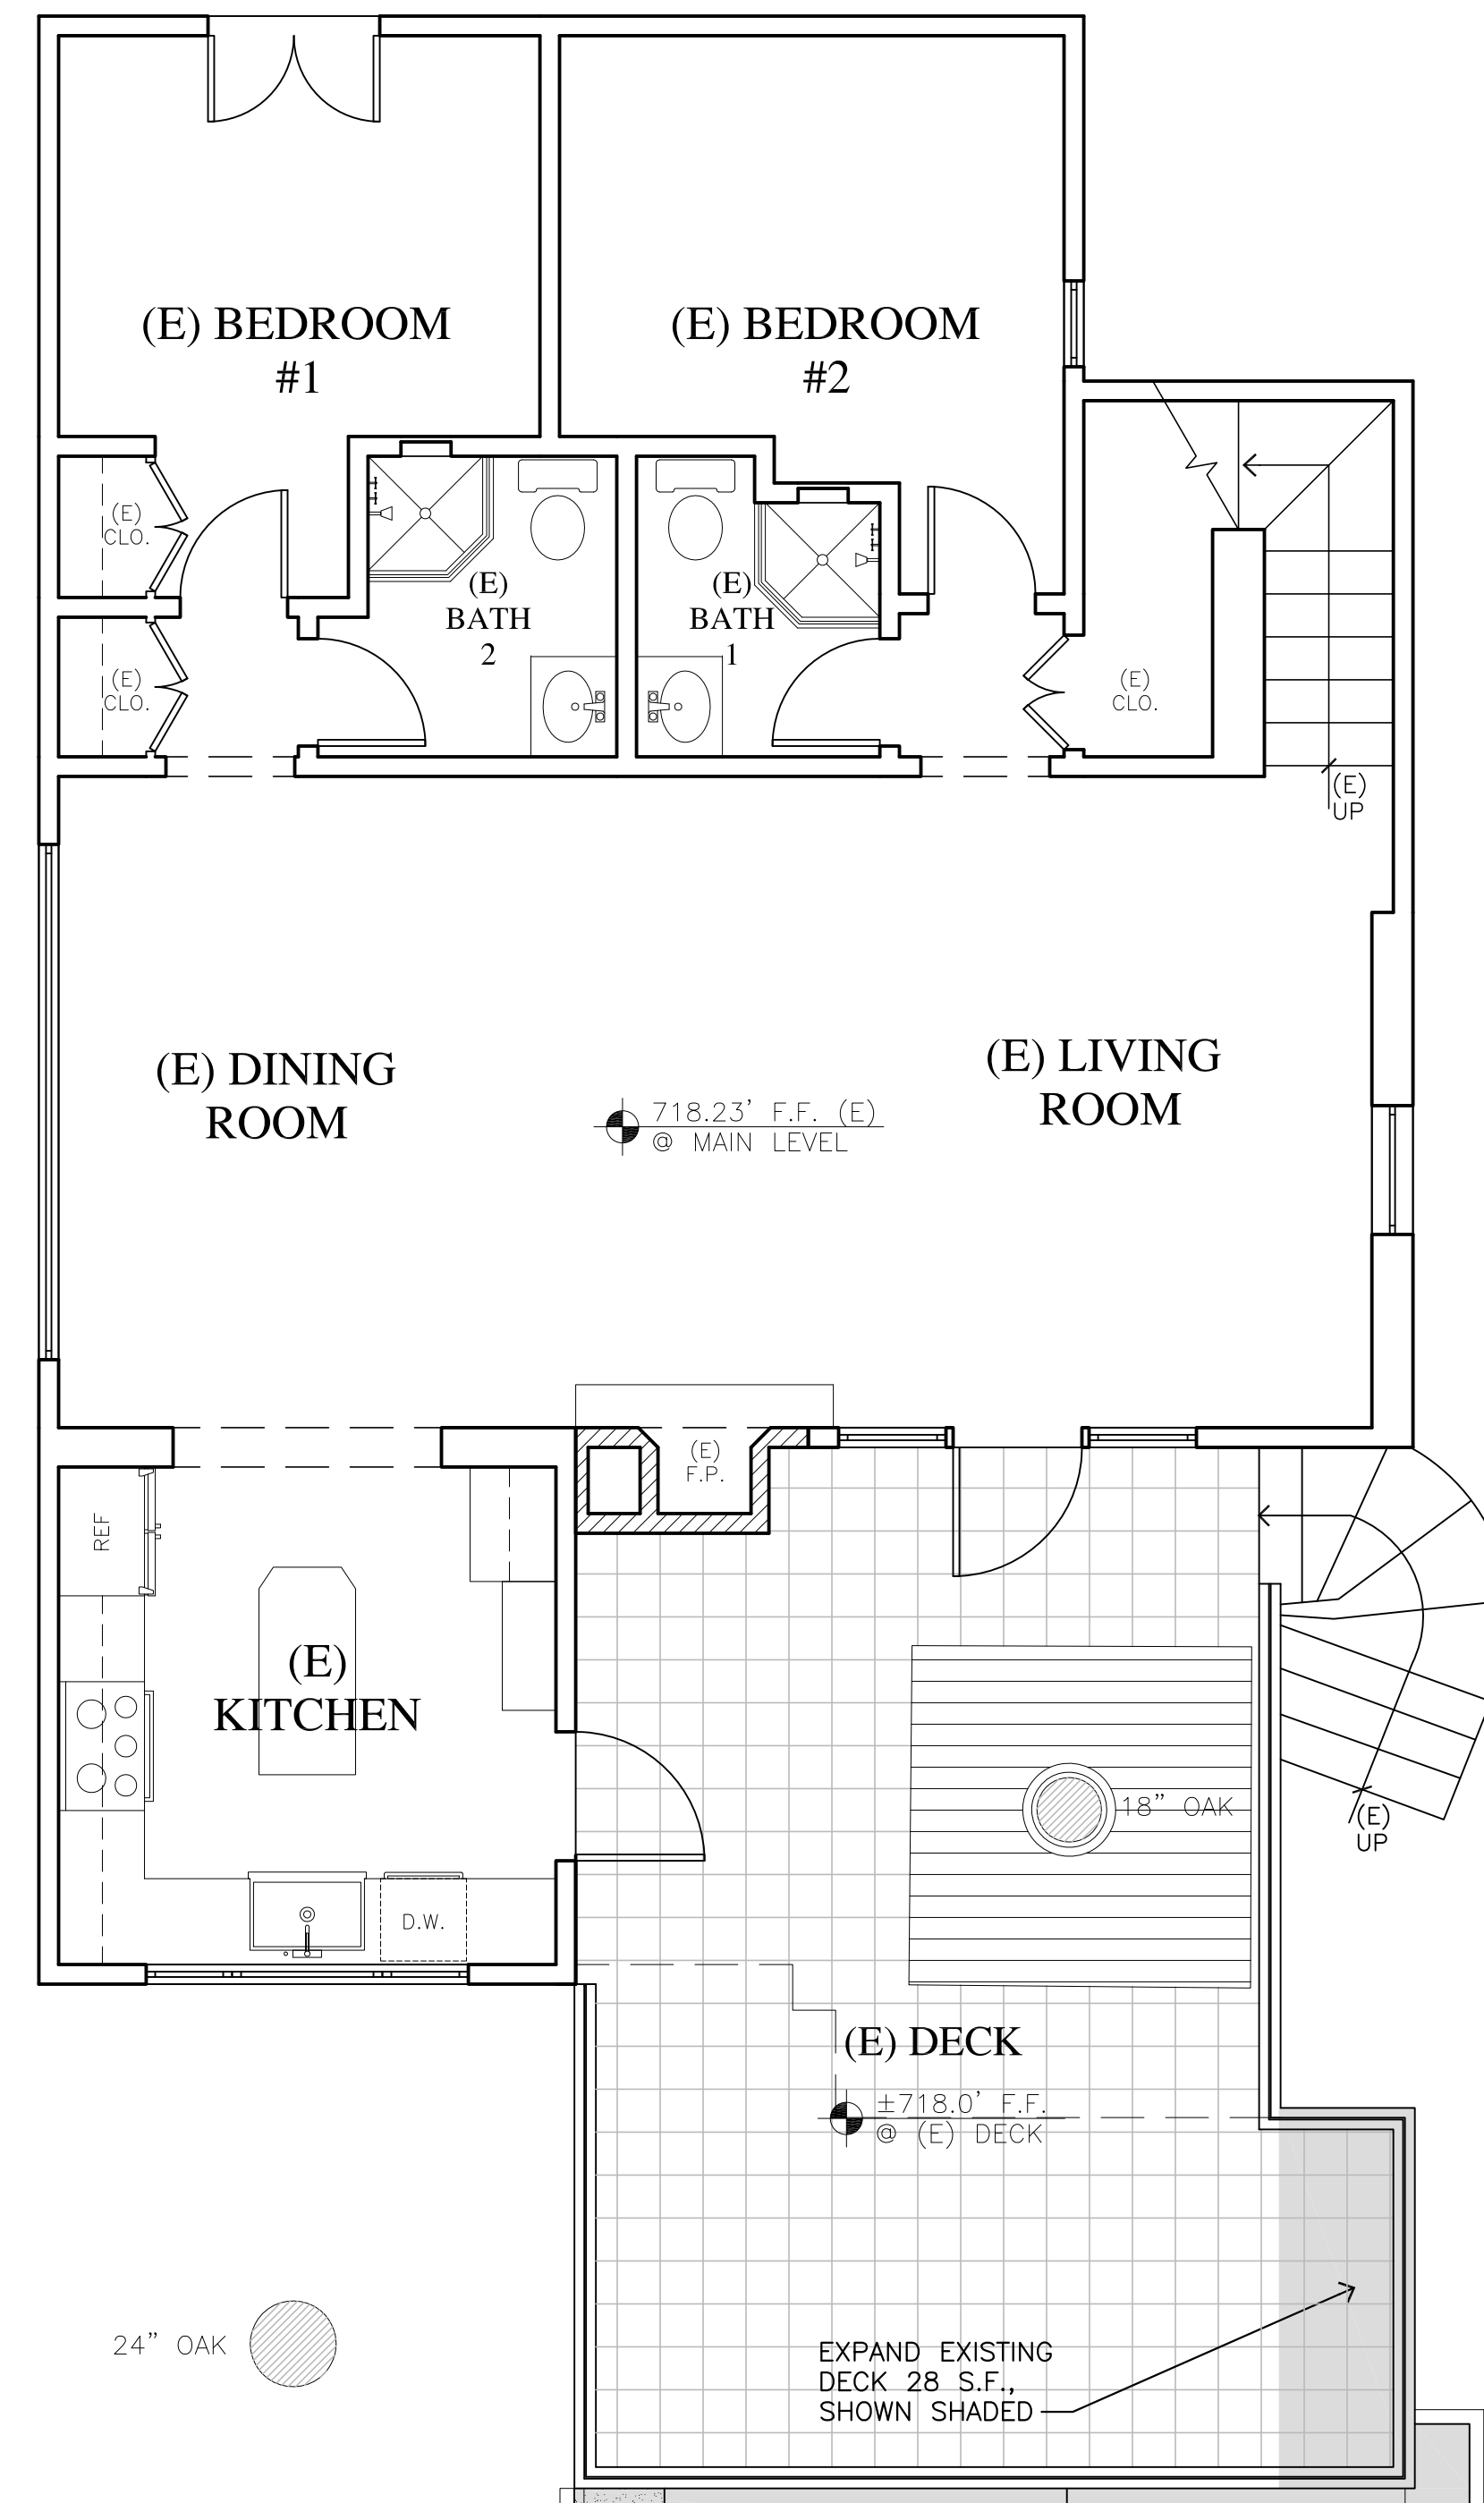 (E) BEDROOM
#1
(E) BEDROOM
#2
(E)
CLO.
(E)
BATH
2
(E)
BATH
1
(E)
CLO.
(E)
CLO.
(E)
UP
(E) DINING
ROOM
718.23' F.F. (E)
@ MAIN LEVEL
(E) LIVING
ROOM
(E)
F.P.
REF
(E)
KITCHEN
D.W.
18" OAK
(E)
UP
(E) DECK
±718.0' F.F.
@ (E) DECK
24" OAK
EXPAND EXISTING
DECK 28 S.F.,
SHOWN SHADED